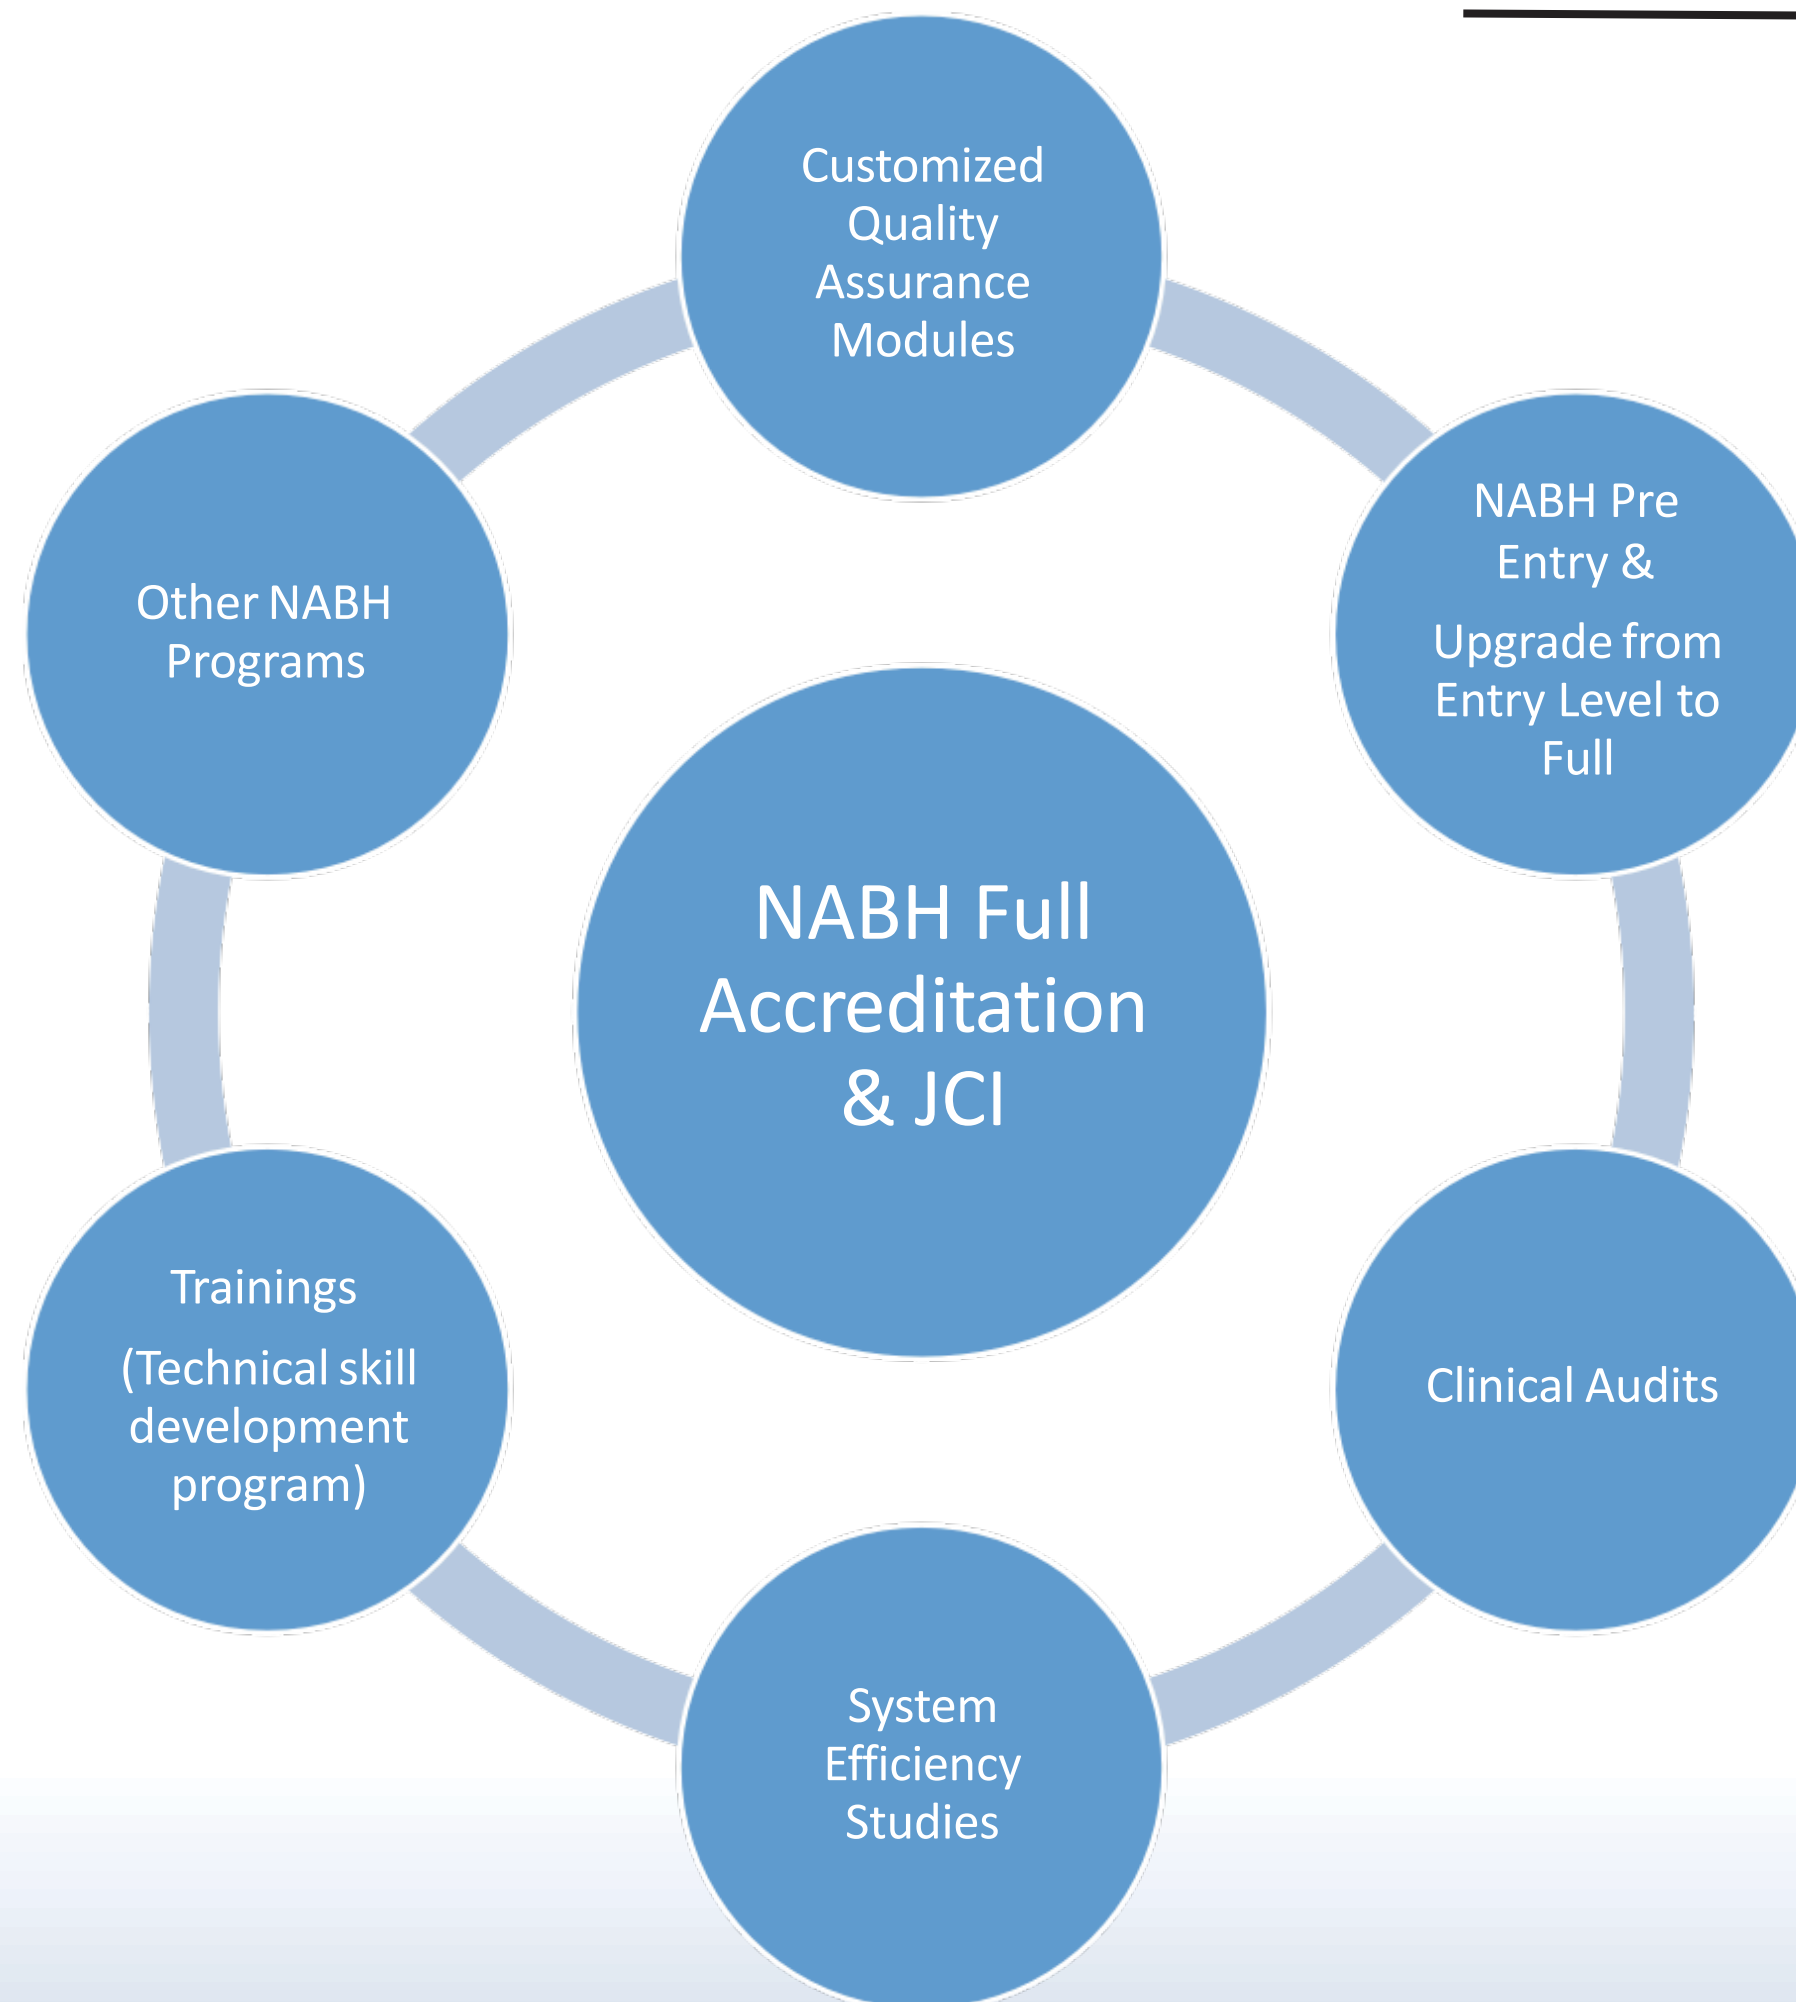 Customized
Quality
Assurance
Modules
NABH Pre
Entry &
Upgrade from
Entry Level to
Full
Other NABH
Programs
NABH Full
Accreditation
& JCI
Trainings
(Technical skill
development
program)
Clinical Audits
System
Efficiency
Studies